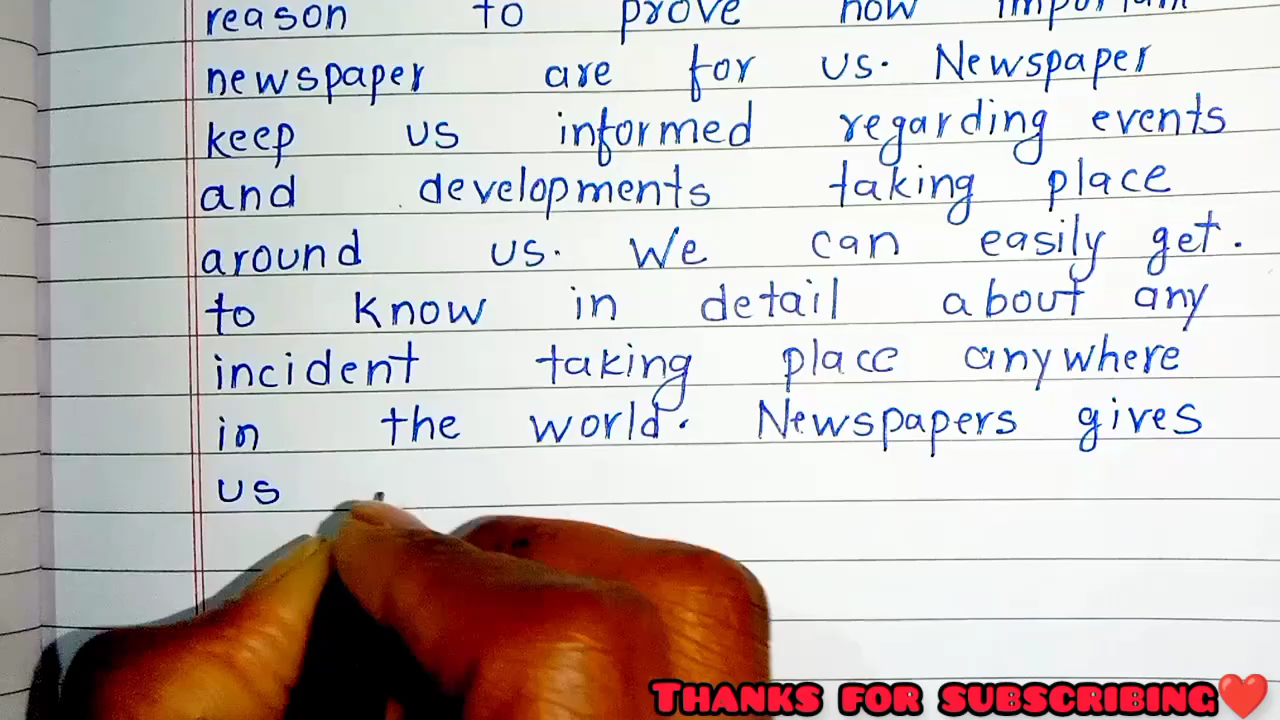 reason to prove how important
newspaper are for us. Newspaper
keep us informed regarding events
and developments taking place
around us. We can easily get.
to know in detail about any
incident taking place anywhere
in the world. Newspapers gives
us
THANKS FOR SUBSCRIBING